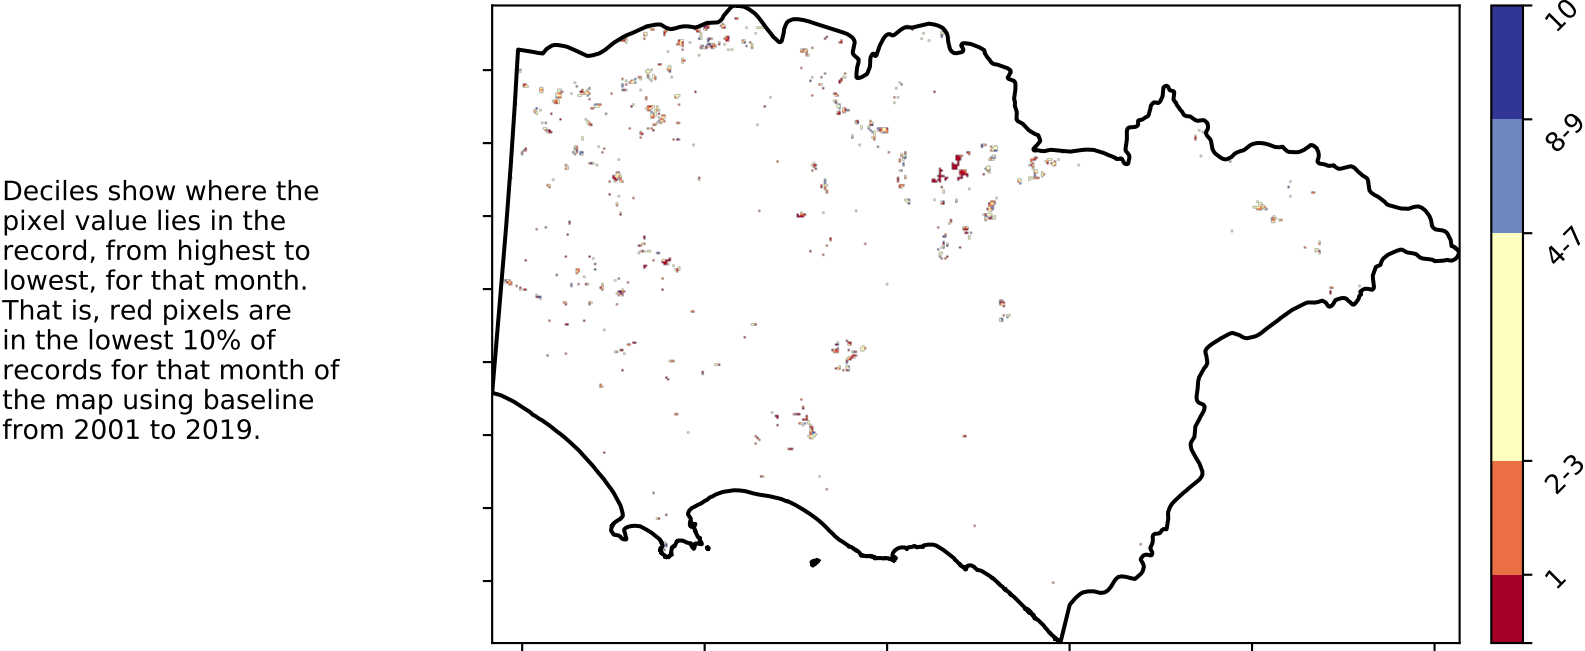 Deciles show where the
pixel value lies in the
record, from highest to
lowest, for that month.
That is, red pixels are
in the lowest 10% of
records for that month of
the map using baseline
from 2001 to 2019.
10
8-9
4-7
2-3
1